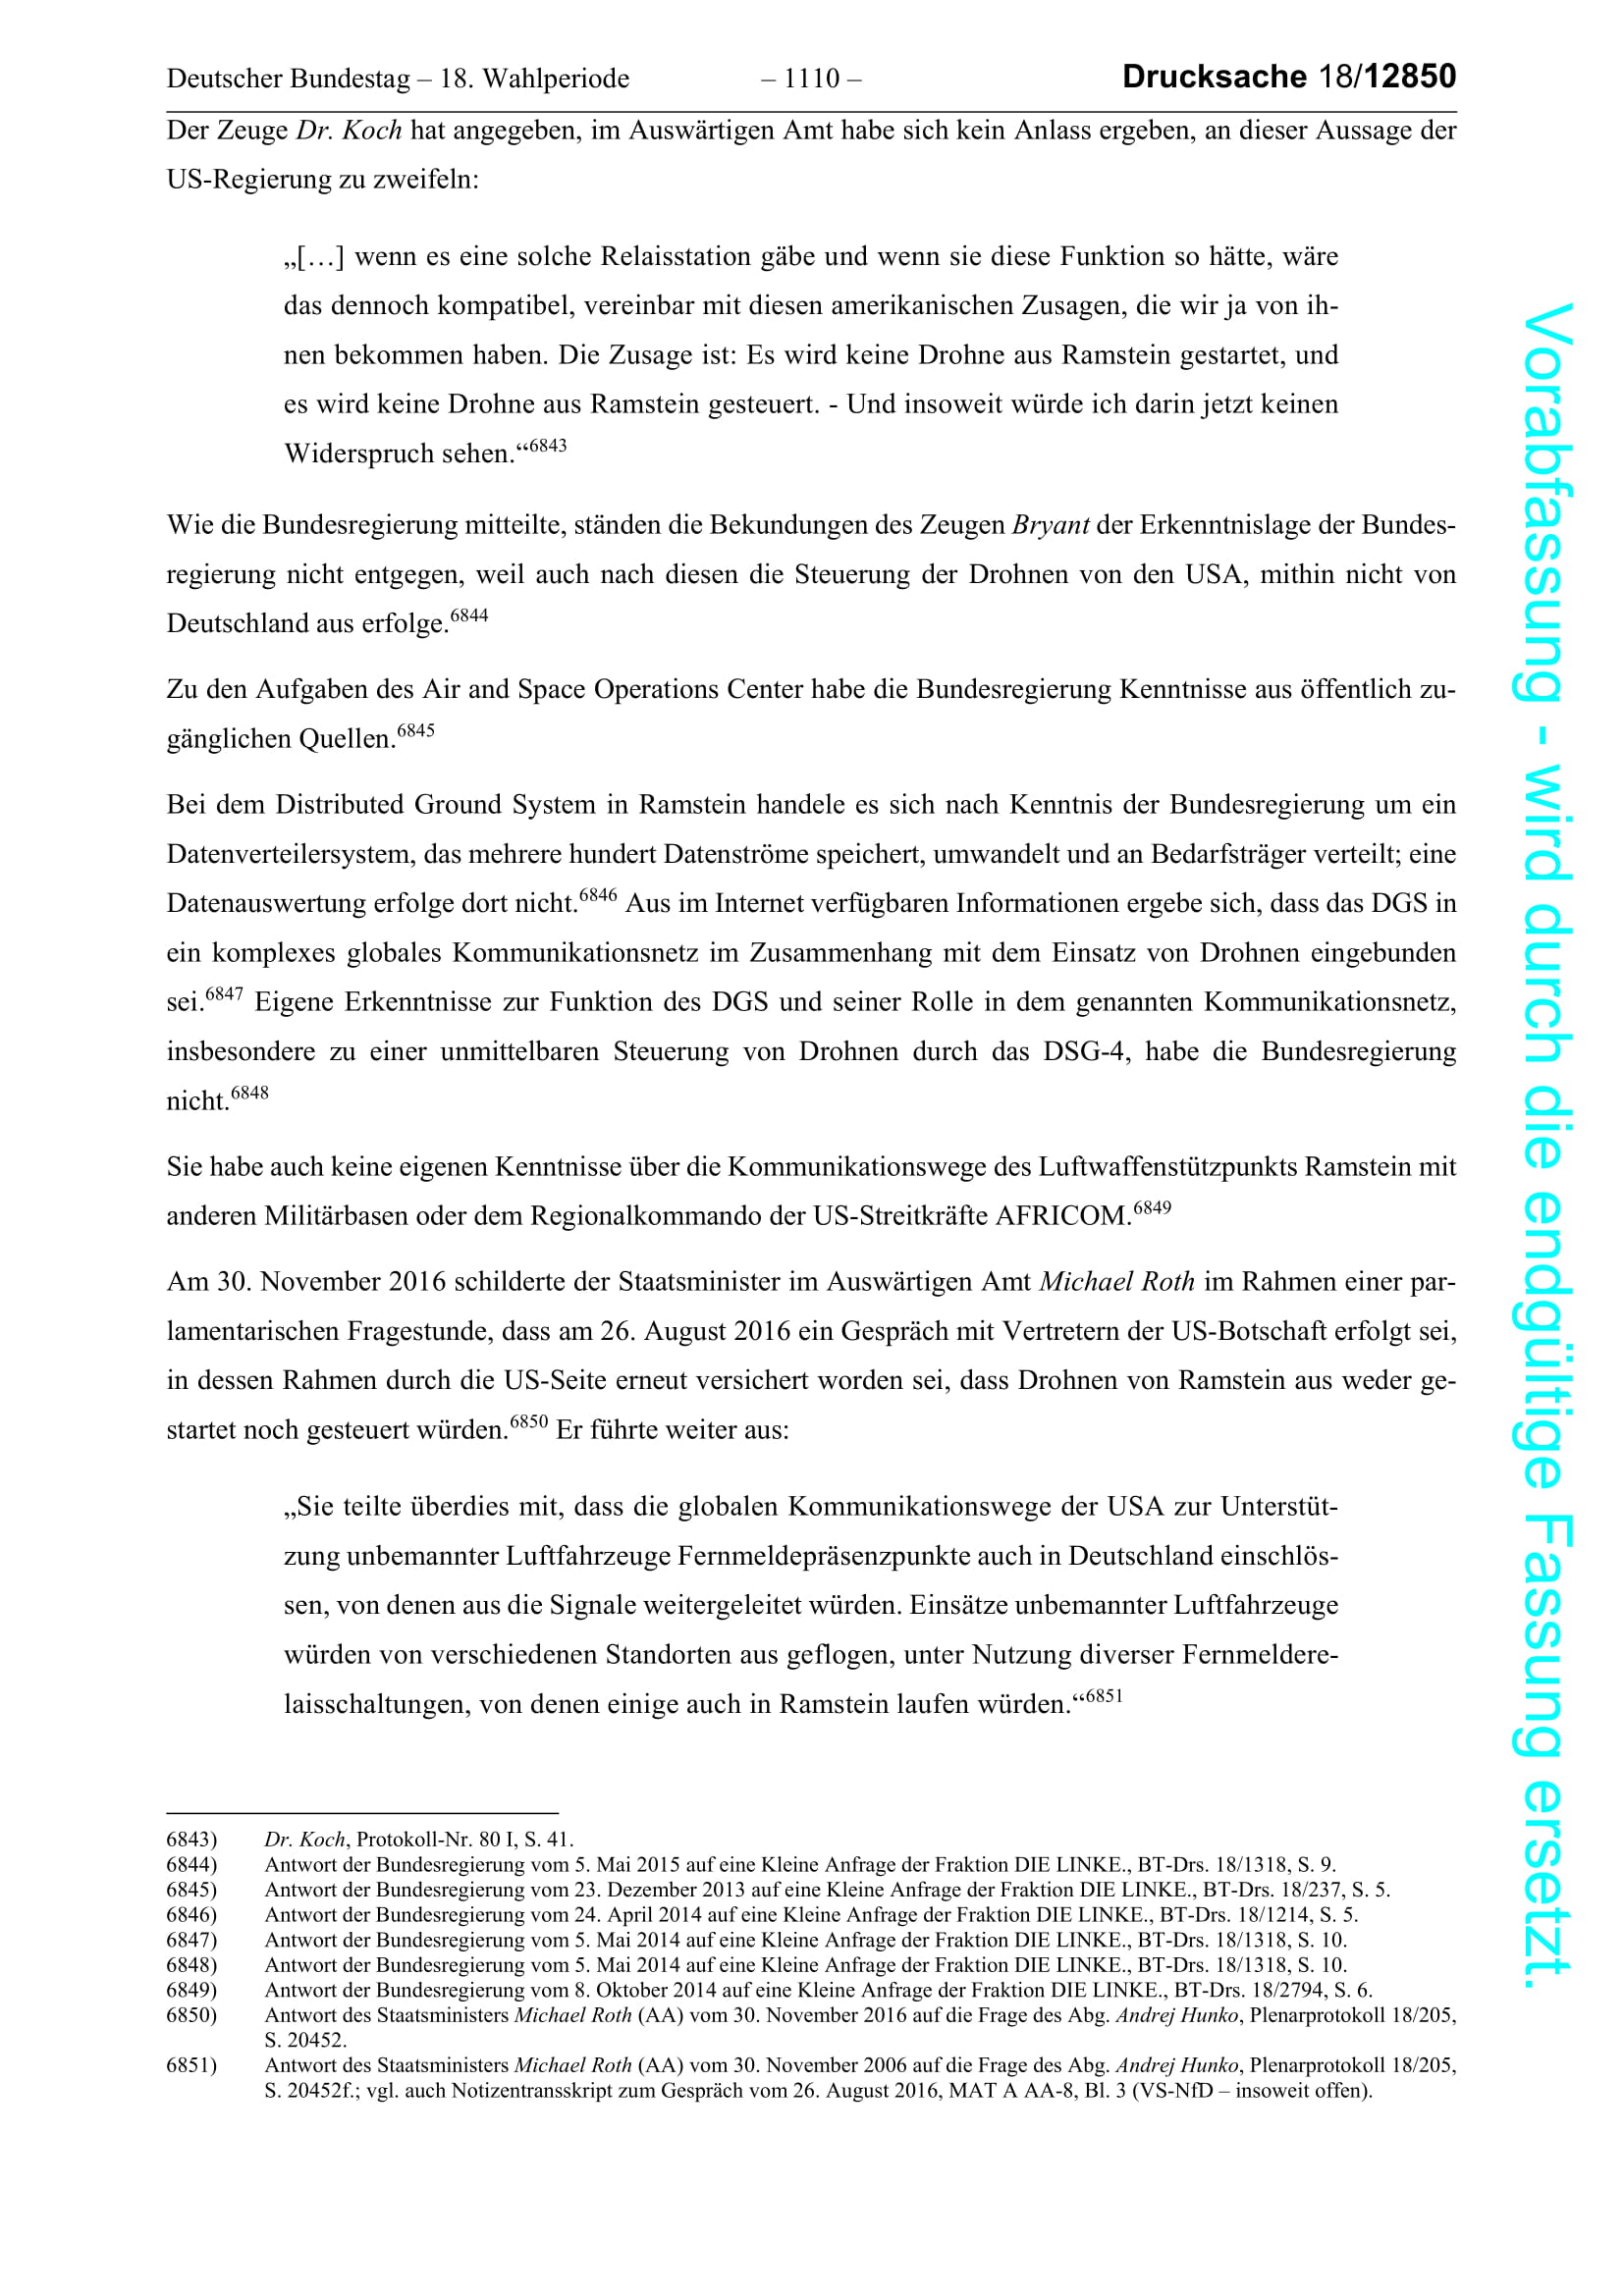 Deutscher Bundestag – 18. Wahlperiode – 1110 – Drucksache 18/12850
Der Zeuge Dr. Koch hat angegeben, im Auswärtigen Amt habe sich kein Anlass ergeben, an dieser Aussage der
US-Regierung zu zweifeln:
„[…] wenn es eine solche Relaisstation gäbe und wenn sie diese Funktion so hätte, wäre
das dennoch kompatibel, vereinbar mit diesen amerikanischen Zusagen, die wir ja von ih-
nen bekommen haben. Die Zusage ist: Es wird keine Drohne aus Ramstein gestartet, und
es wird keine Drohne aus Ramstein gesteuert. - Und insoweit würde ich darin jetzt keinen
Widerspruch sehen.“6843
Wie die Bundesregierung mitteilte, ständen die Bekundungen des Zeugen Bryant der Erkenntnislage der Bundes-
regierung nicht entgegen, weil auch nach diesen die Steuerung der Drohnen von den USA, mithin nicht von
Deutschland aus erfolge.6844
Zu den Aufgaben des Air and Space Operations Center habe die Bundesregierung Kenntnisse aus öffentlich zu-
gänglichen Quellen.6845
Bei dem Distributed Ground System in Ramstein handele es sich nach Kenntnis der Bundesregierung um ein
Datenverteilersystem, das mehrere hundert Datenströme speichert, umwandelt und an Bedarfsträger verteilt; eine
Datenauswertung erfolge dort nicht.6846 Aus im Internet verfügbaren Informationen ergebe sich, dass das DGS in
ein komplexes globales Kommunikationsnetz im Zusammenhang mit dem Einsatz von Drohnen eingebunden
sei.6847 Eigene Erkenntnisse zur Funktion des DGS und seiner Rolle in dem genannten Kommunikationsnetz,
insbesondere zu einer unmittelbaren Steuerung von Drohnen durch das DSG-4, habe die Bundesregierung
nicht.6848
Sie habe auch keine eigenen Kenntnisse über die Kommunikationswege des Luftwaffenstützpunkts Ramstein mit
anderen Militärbasen oder dem Regionalkommando der US-Streitkräfte AFRICOM.6849
Am 30. November 2016 schilderte der Staatsminister im Auswärtigen Amt Michael Roth im Rahmen einer par-
lamentarischen Fragestunde, dass am 26. August 2016 ein Gespräch mit Vertretern der US-Botschaft erfolgt sei,
in dessen Rahmen durch die US-Seite erneut versichert worden sei, dass Drohnen von Ramstein aus weder ge-
startet noch gesteuert würden.6850 Er führte weiter aus:
„Sie teilte überdies mit, dass die globalen Kommunikationswege der USA zur Unterstüt-
zung unbemannter Luftfahrzeuge Fernmeldepräsenzpunkte auch in Deutschland einschlös-
sen, von denen aus die Signale weitergeleitet würden. Einsätze unbemannter Luftfahrzeuge
würden von verschiedenen Standorten aus geflogen, unter Nutzung diverser Fernmeldere-
laisschaltungen, von denen einige auch in Ramstein laufen würden.“6851
6843) Dr. Koch, Protokoll-Nr. 80 I, S. 41.
6844) Antwort der Bundesregierung vom 5. Mai 2015 auf eine Kleine Anfrage der Fraktion DIE LINKE., BT-Drs. 18/1318, S. 9.
6845) Antwort der Bundesregierung vom 23. Dezember 2013 auf eine Kleine Anfrage der Fraktion DIE LINKE., BT-Drs. 18/237, S. 5.
6846) Antwort der Bundesregierung vom 24. April 2014 auf eine Kleine Anfrage der Fraktion DIE LINKE., BT-Drs. 18/1214, S. 5.
6847) Antwort der Bundesregierung vom 5. Mai 2014 auf eine Kleine Anfrage der Fraktion DIE LINKE., BT-Drs. 18/1318, S. 10.
6848) Antwort der Bundesregierung vom 5. Mai 2014 auf eine Kleine Anfrage der Fraktion DIE LINKE., BT-Drs. 18/1318, S. 10.
6849) Antwort der Bundesregierung vom 8. Oktober 2014 auf eine Kleine Anfrage der Fraktion DIE LINKE., BT-Drs. 18/2794, S. 6.
6850) Antwort des Staatsministers Michael Roth (AA) vom 30. November 2016 auf die Frage des Abg. Andrej Hunko, Plenarprotokoll 18/205,
S. 20452.
6851) Antwort des Staatsministers Michael Roth (AA) vom 30. November 2006 auf die Frage des Abg. Andrej Hunko, Plenarprotokoll 18/205,
S. 20452f.; vgl. auch Notizentransskript zum Gespräch vom 26. August 2016, MAT A AA-8, Bl. 3 (VS-NfD – insoweit offen).
Vorabfassung - wird durch die endgültige Fassung ersetzt.